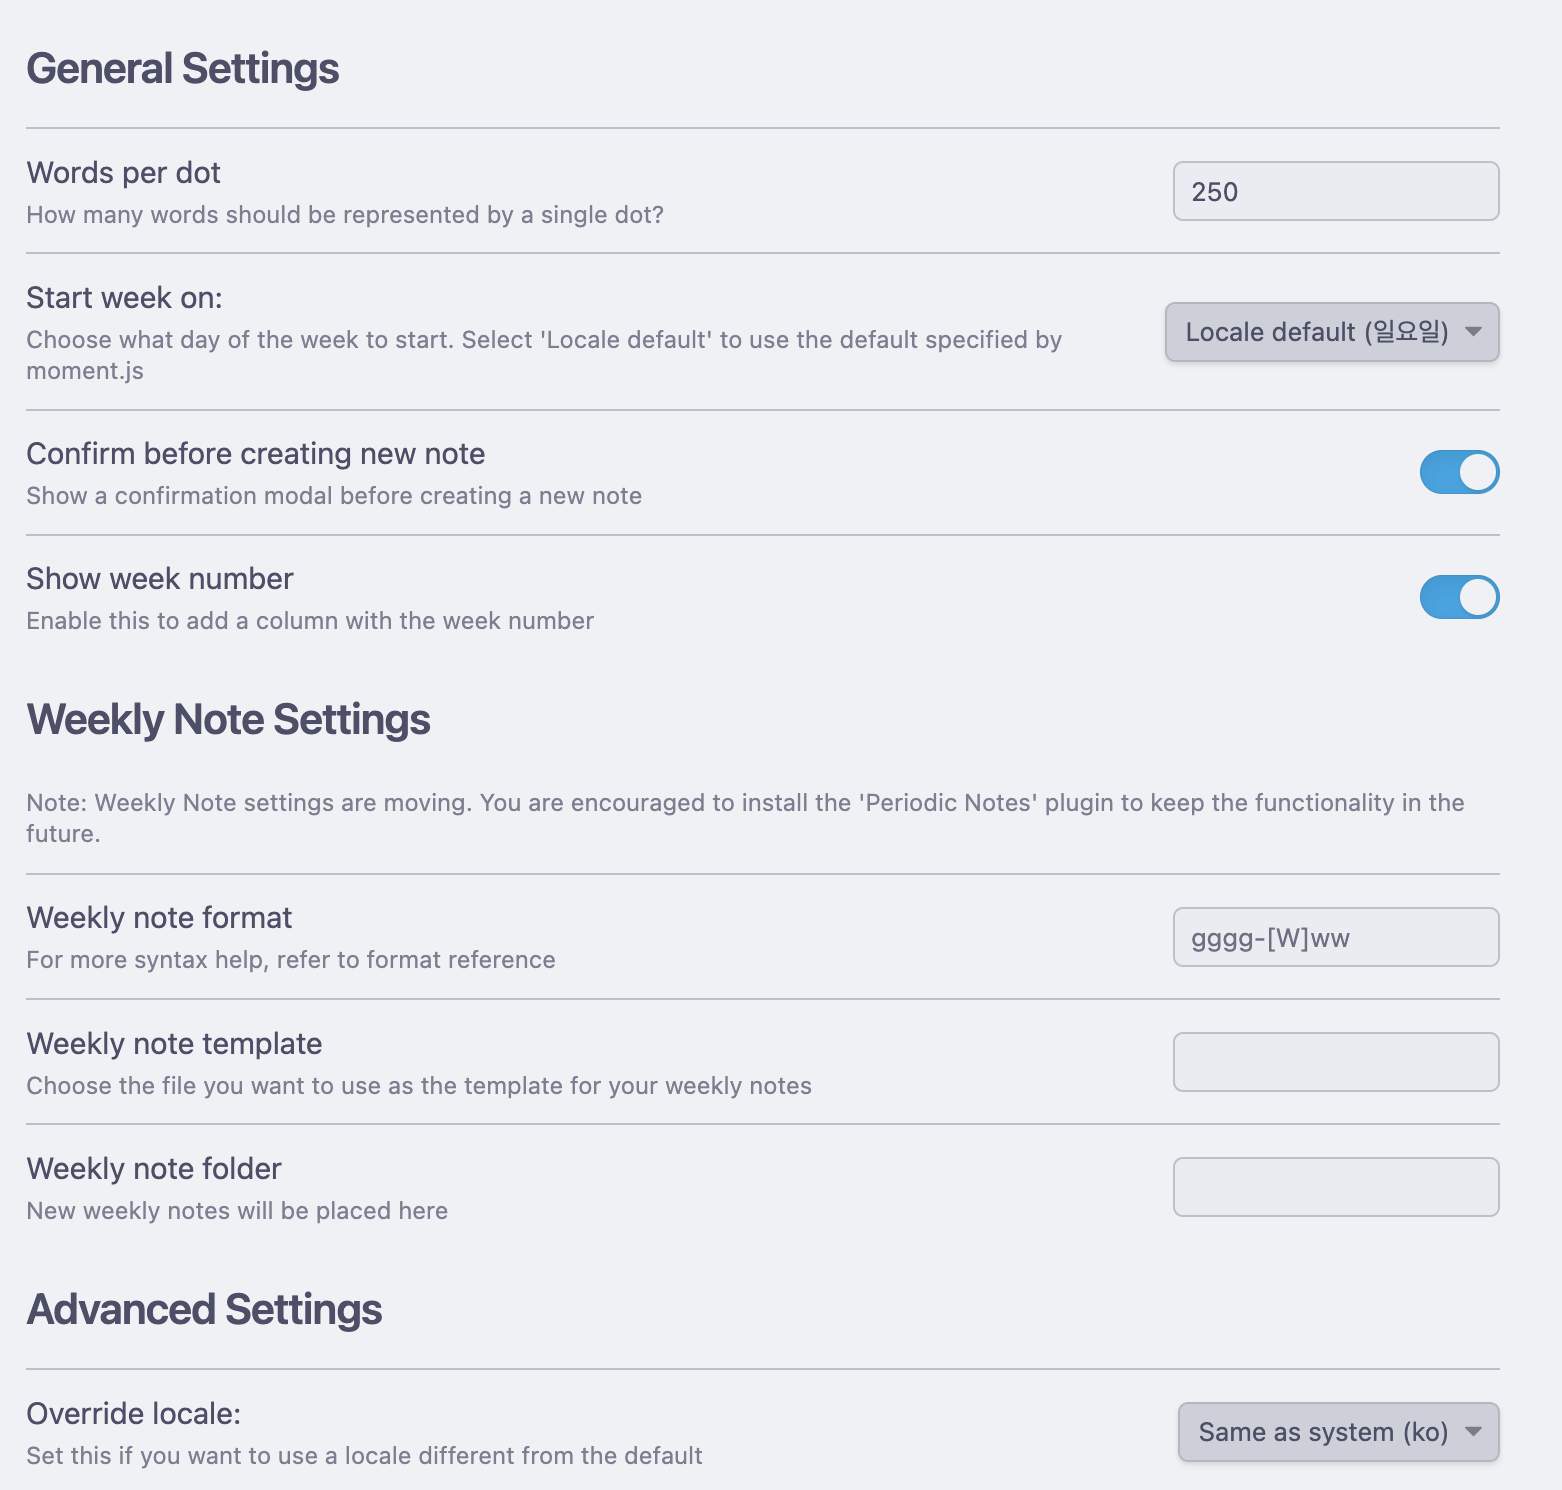 General Settings
Words per dot
250
How many words should be represented by a single dot?
Start week on:
Locale default (일요일)
Choose what day of the week to start. Select 'Locale default' to use the default specified by
moment.js
Confirm before creating new note
Show a confirmation modal before creating a new note
Show week number
Enable this to add a column with the week number
Weekly Note Settings
Note: Weekly Note settings are moving. You are encouraged to install the 'Periodic Notes' plugin to keep the functionality in the
future.
Weekly note format
gggg-[W]ww
For more syntax help, refer to format reference
Weekly note template
Choose the file you want to use as the template for your weekly notes
Weekly note folder
New weekly notes will be placed here
Advanced Settings
Override locale:
Same as system (ko)
Set this if you want to use a locale different from the default